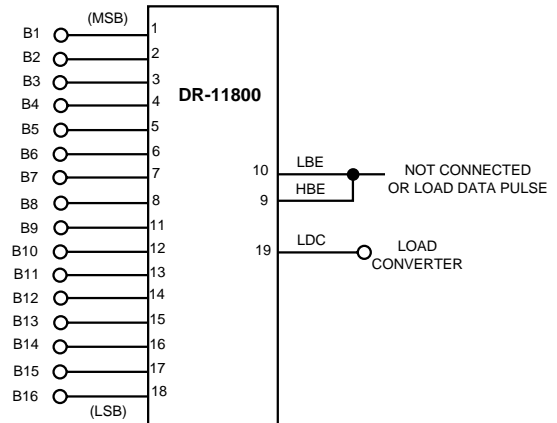 (MSB)
B1 1
B2 2
B3 3
B4 4
B5 5
B6 6
B7 7
B8 8
B9 11
B10 12
B11 13
B12 14
B13 15
B14 16
B15 17
B16 18
(LSB)
DR-11800
10 LBE
9 HBE
NOT CONNECTED
OR LOAD DATA PULSE
19 LDC
LOAD
CONVERTER